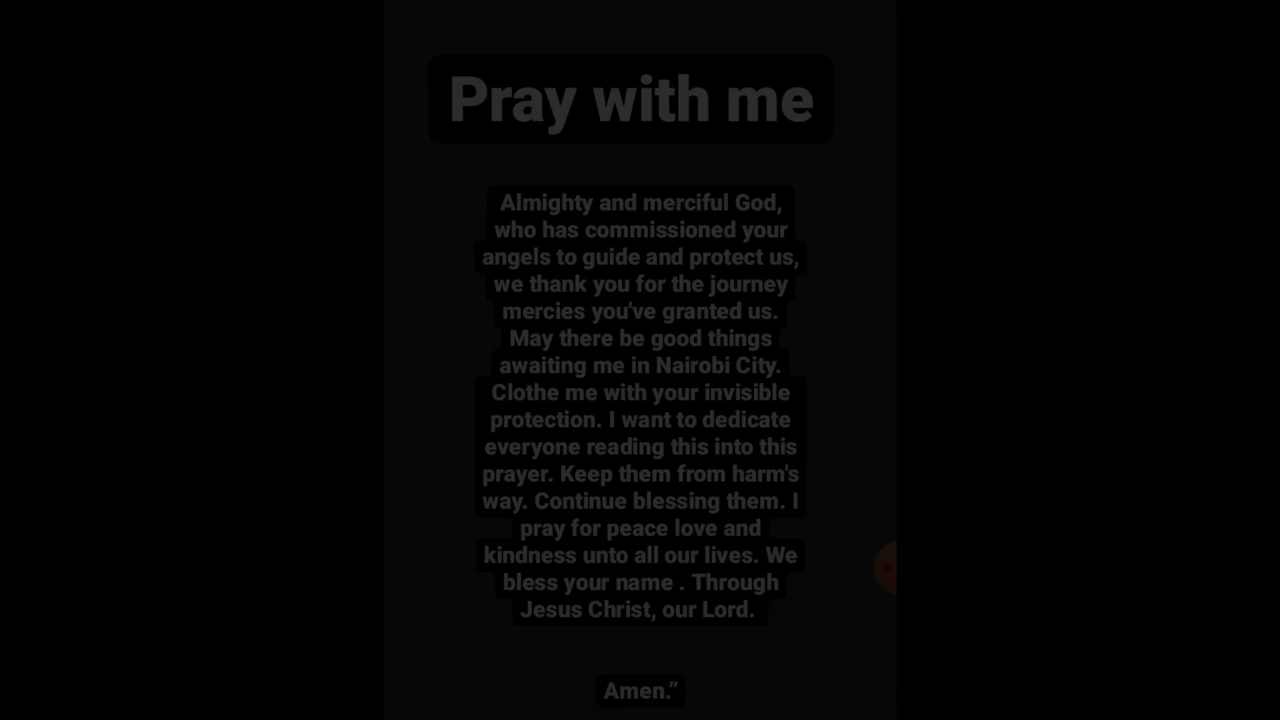 Pray with me
Almighty and merciful God,
who has commissioned your
angels to guide and protect us,
we thank you for the journey
mercies you've granted us.
May there be good things
awaiting me in Nairobi City.
Clothe me with your invisible
protection. I want to dedicate
everyone reading this into this
prayer. Keep them from harm's
way. Continue blessing them. I
pray for peace love and
kindness unto all our lives. We
bless your name . Through
Jesus Christ, our Lord.
Amen.”